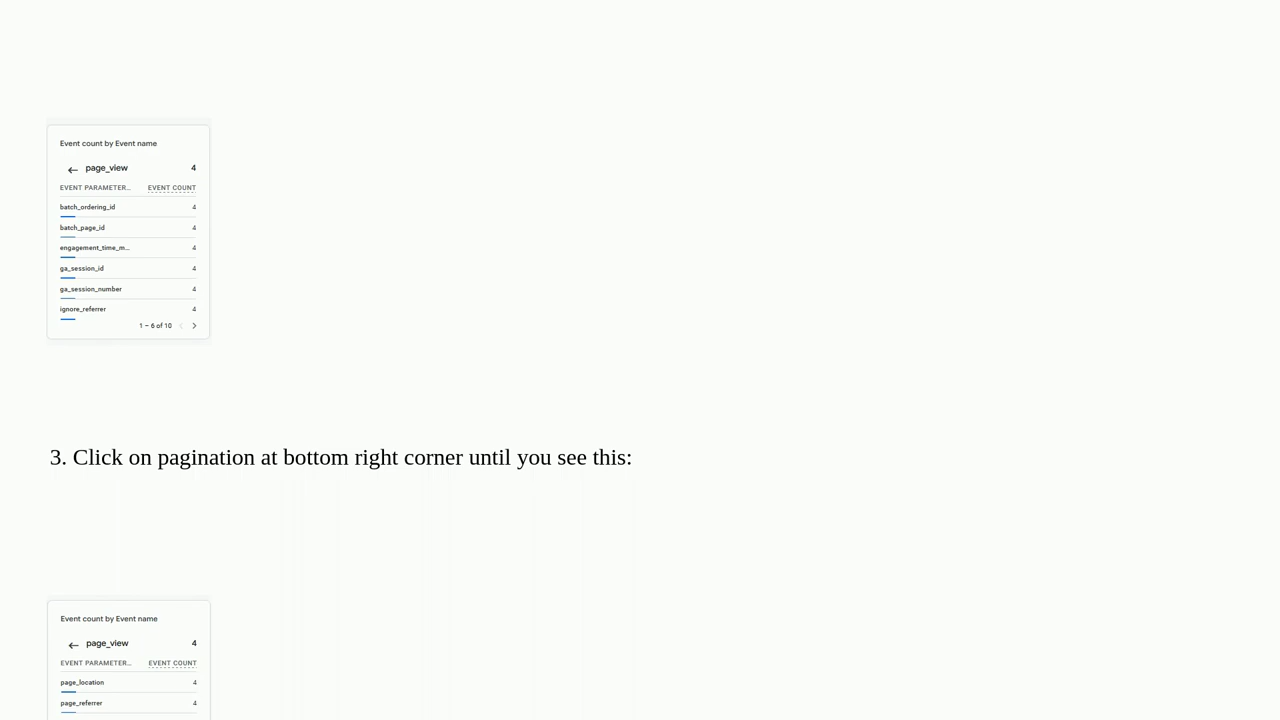 Event count by Event name
← page_view 4
EVENT PARAMETER… EVENT COUNT
batch_ordering_id 4
batch_page_id 4
engagement_time_m… 4
ga_session_id 4
ga_session_number 4
ignore_referrer 4
1 – 6 of 10
3. Click on pagination at bottom right corner until you see this:
Event count by Event name
← page_view 4
EVENT PARAMETER… EVENT COUNT
page_location 4
page_referrer 4